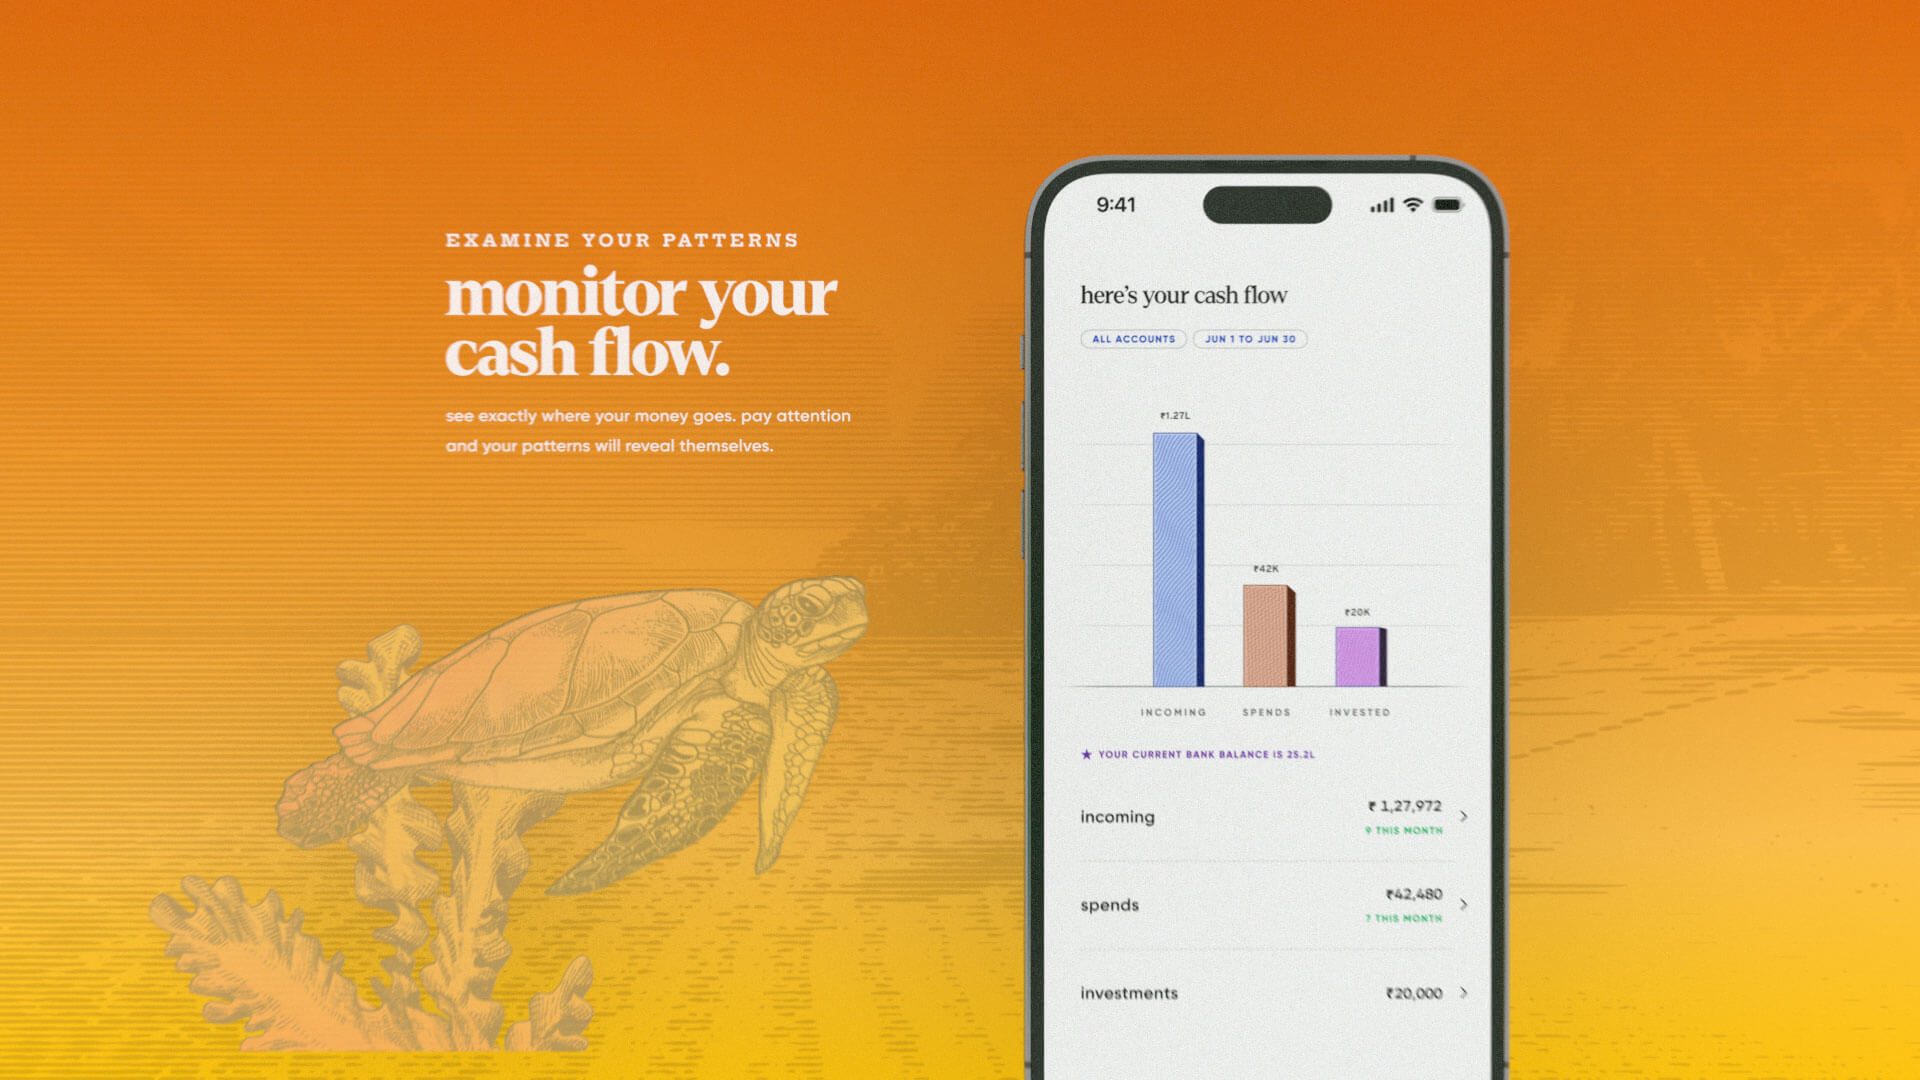 EXAMINE YOUR PATTERNS
monitor your
cash flow.
see exactly where your money goes. pay attention
and your patterns will reveal themselves.
9:41
here's your cash flow
ALL ACCOUNTS JUN 1 TO JUN 30
₹1.27L
₹42K
₹20K
INCOMING SPENDS INVESTED
★ YOUR CURRENT BANK BALANCE IS 25.2L
incoming ₹ 1,27,972
9 THIS MONTH
spends ₹42,480
7 THIS MONTH
investments ₹20,000